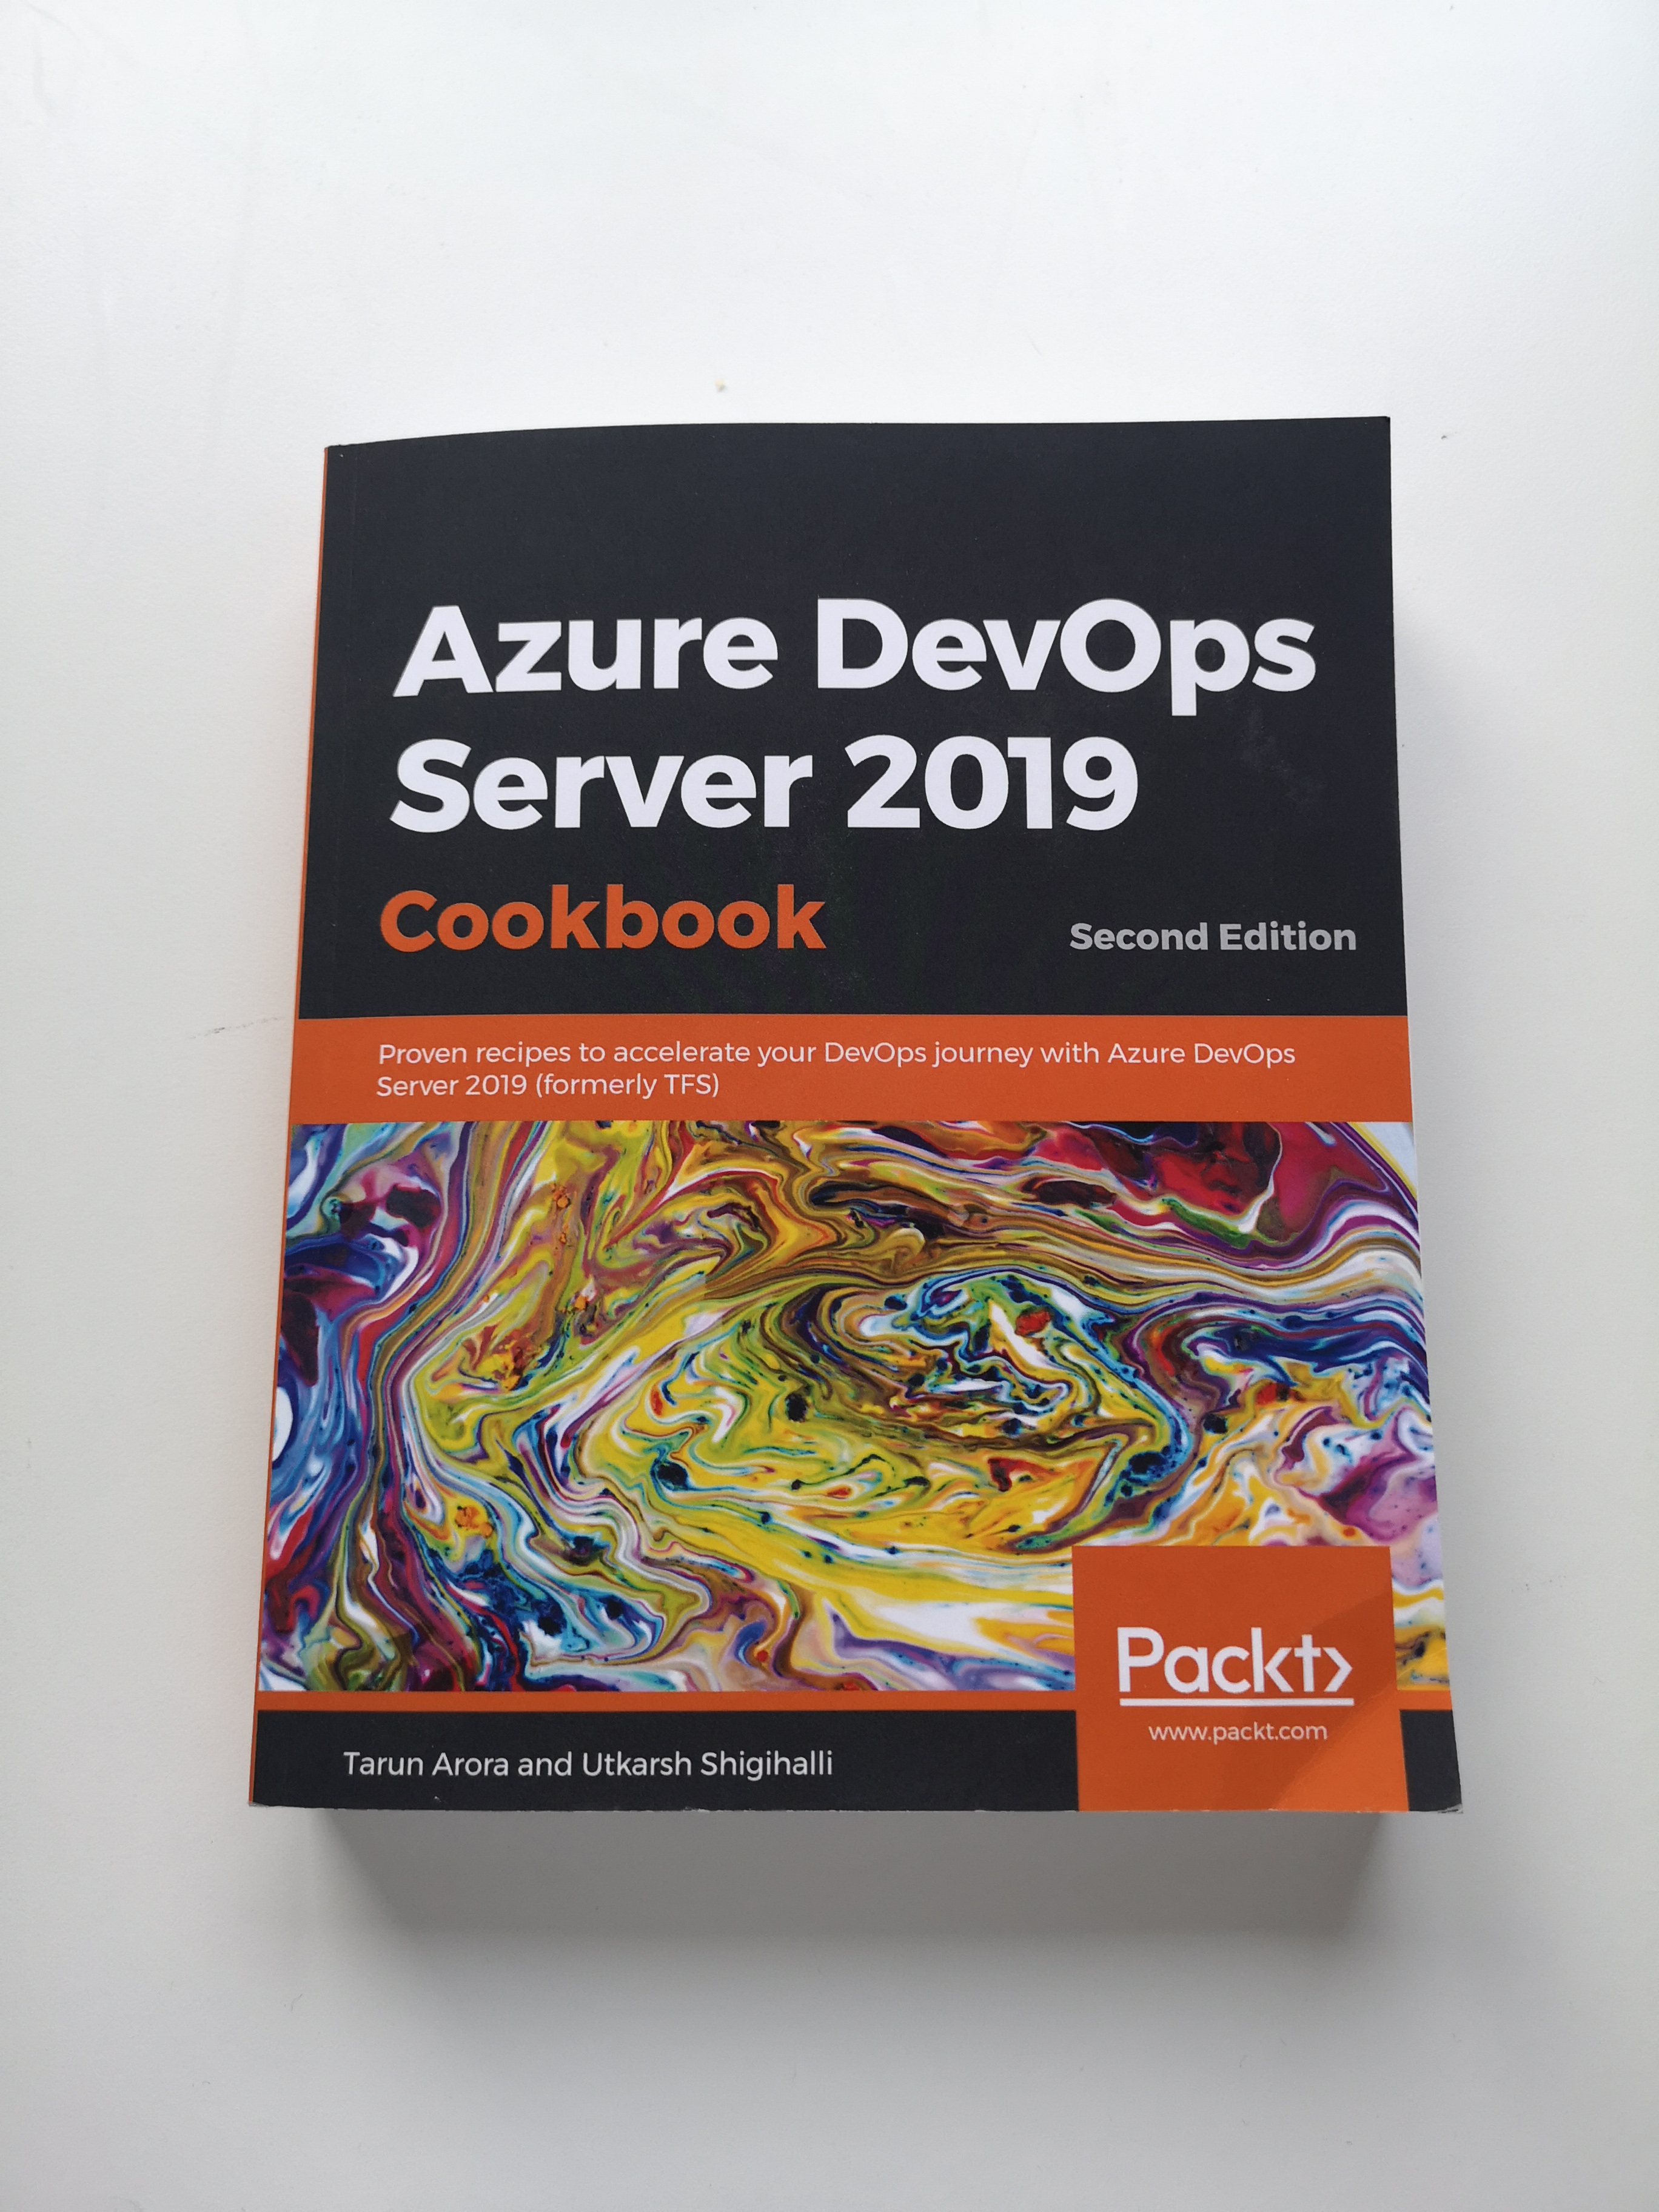 Azure DevOps
Server 2019
Cookbook
Second Edition
Proven recipes to accelerate your DevOps journey with Azure DevOps
Server 2019 (formerly TFS)
Packt>
www.packt.com
Tarun Arora and Utkarsh Shigihalli